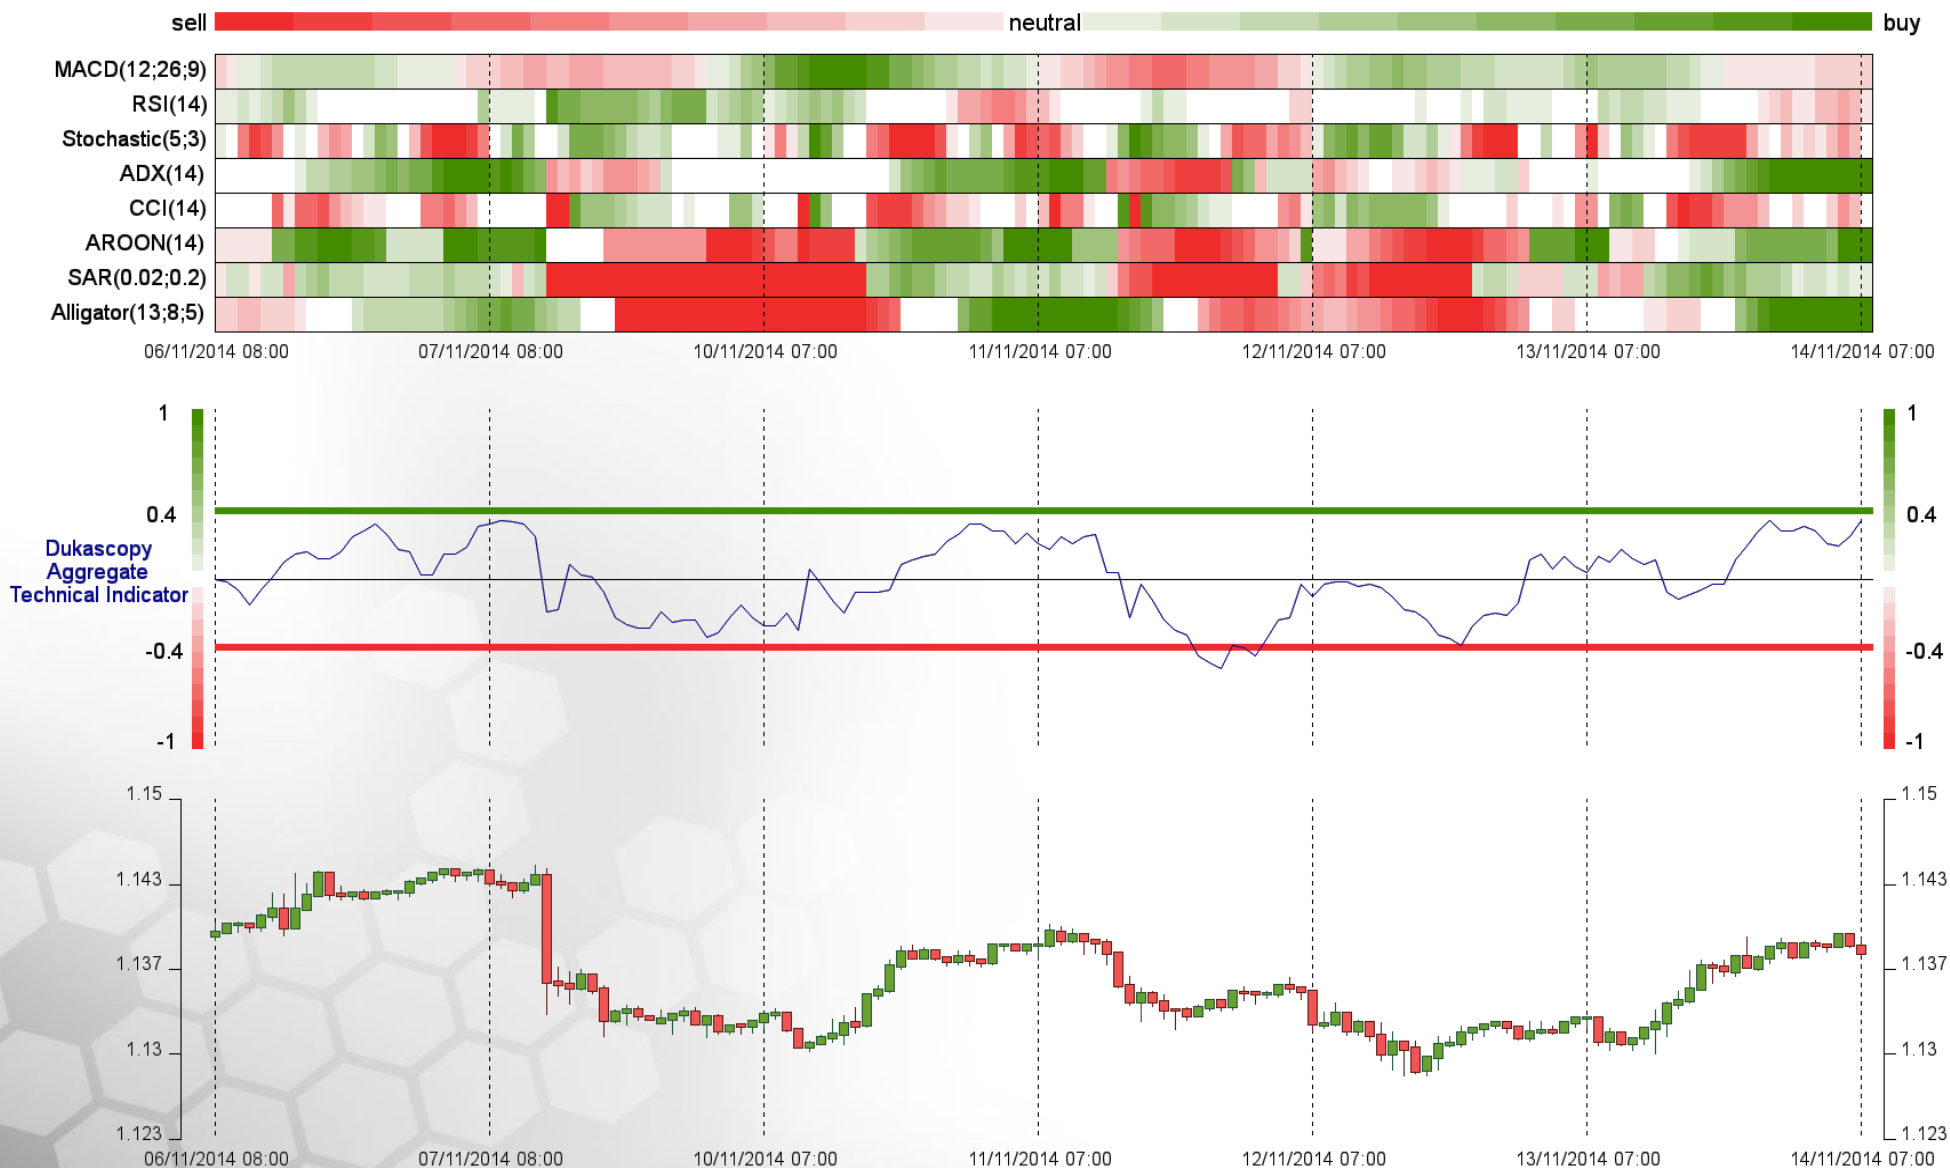 sell neutral buy
MACD(12;26;9)
RSI(14)
Stochastic(5;3)
ADX(14)
CCI(14)
AROON(14)
SAR(0.02;0.2)
Alligator(13;8;5)
06/11/2014 08:00 07/11/2014 08:00 10/11/2014 07:00 11/11/2014 07:00 12/11/2014 07:00 13/11/2014 07:00 14/11/2014 07:00
1 1
0.4 0.4
Dukascopy
Aggregate
Technical Indicator
-0.4 -0.4
-1 -1
1.15 1.15
1.143 1.143
1.137 1.137
1.13 1.13
1.123 1.123
06/11/2014 08:00 07/11/2014 08:00 10/11/2014 07:00 11/11/2014 07:00 12/11/2014 07:00 13/11/2014 07:00 14/11/2014 07:00